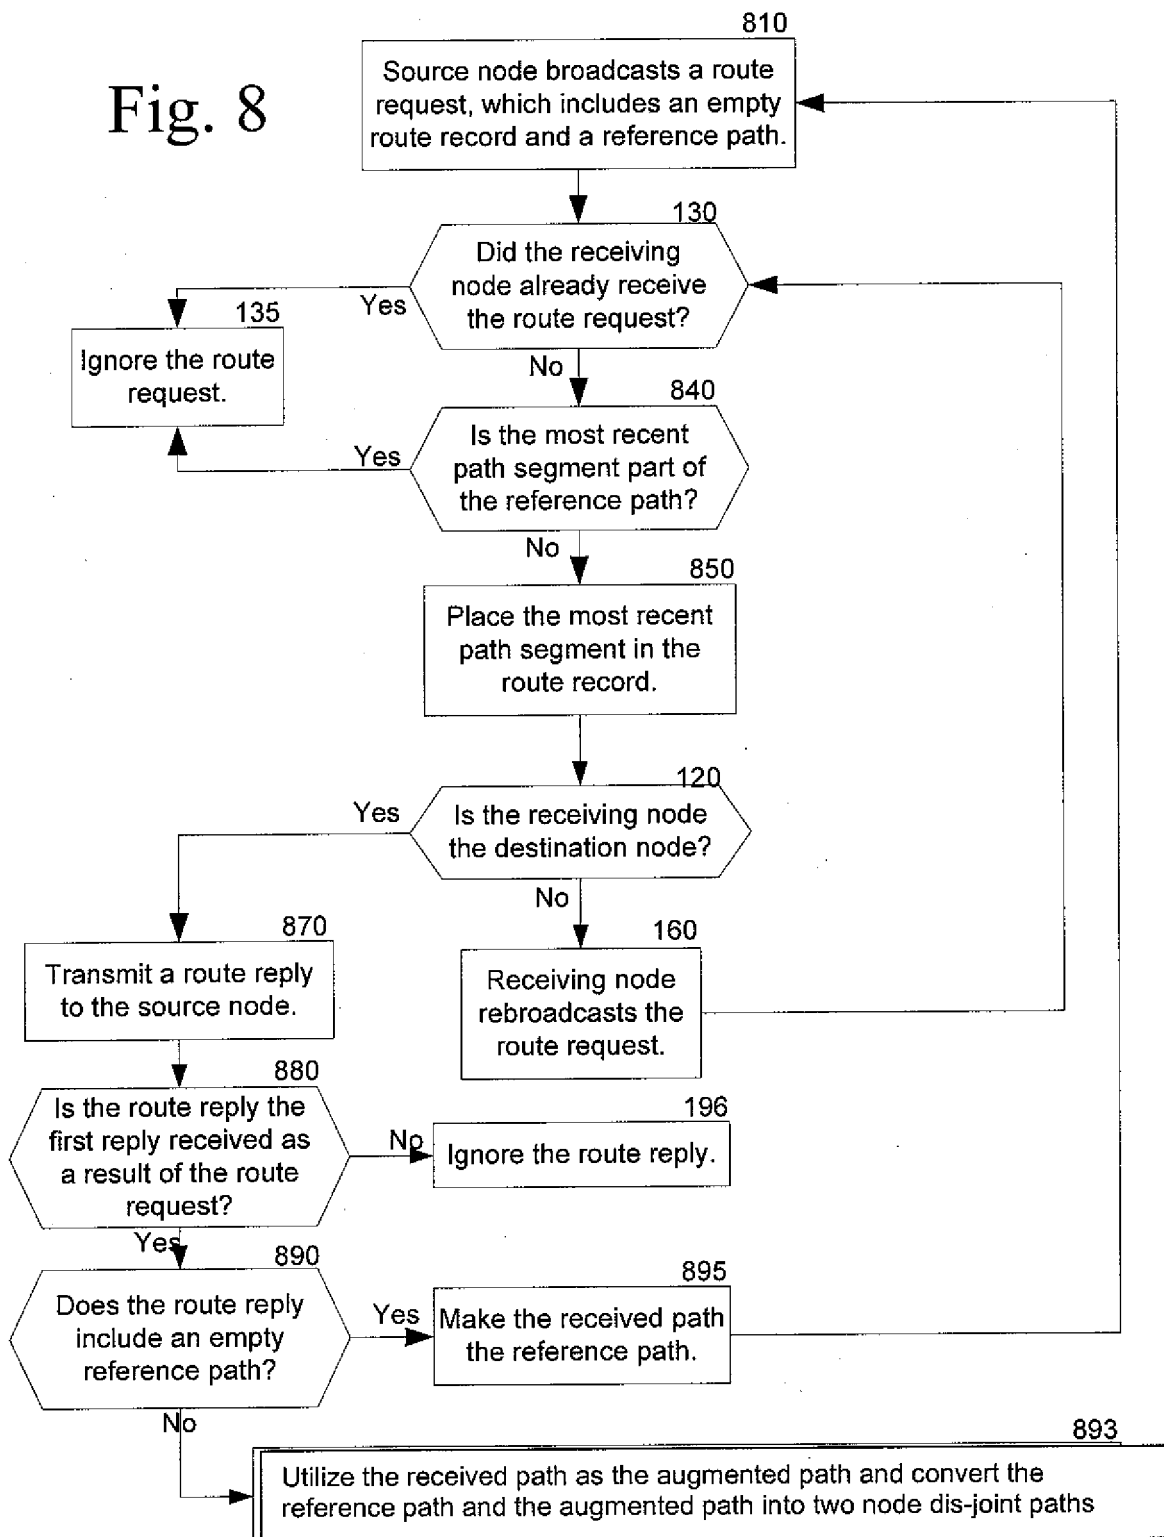 Fig. 8
810
Source node broadcasts a route
request, which includes an empty
route record and a reference path.
130
Did the receiving
node already receive
the route request?
Yes
No
135
Ignore the route
request.
840
Is the most recent
path segment part of
the reference path?
Yes
No
850
Place the most recent
path segment in the
route record.
120
Is the receiving node
the destination node?
Yes
No
870
Transmit a route reply
to the source node.
160
Receiving node
rebroadcasts the
route request.
880
Is the route reply the
first reply received as
a result of the route
request?
No
Yes
196
Ignore the route reply.
890
Does the route reply
include an empty
reference path?
Yes
No
895
Make the received path
the reference path.
893
Utilize the received path as the augmented path and convert the
reference path and the augmented path into two node dis-joint paths